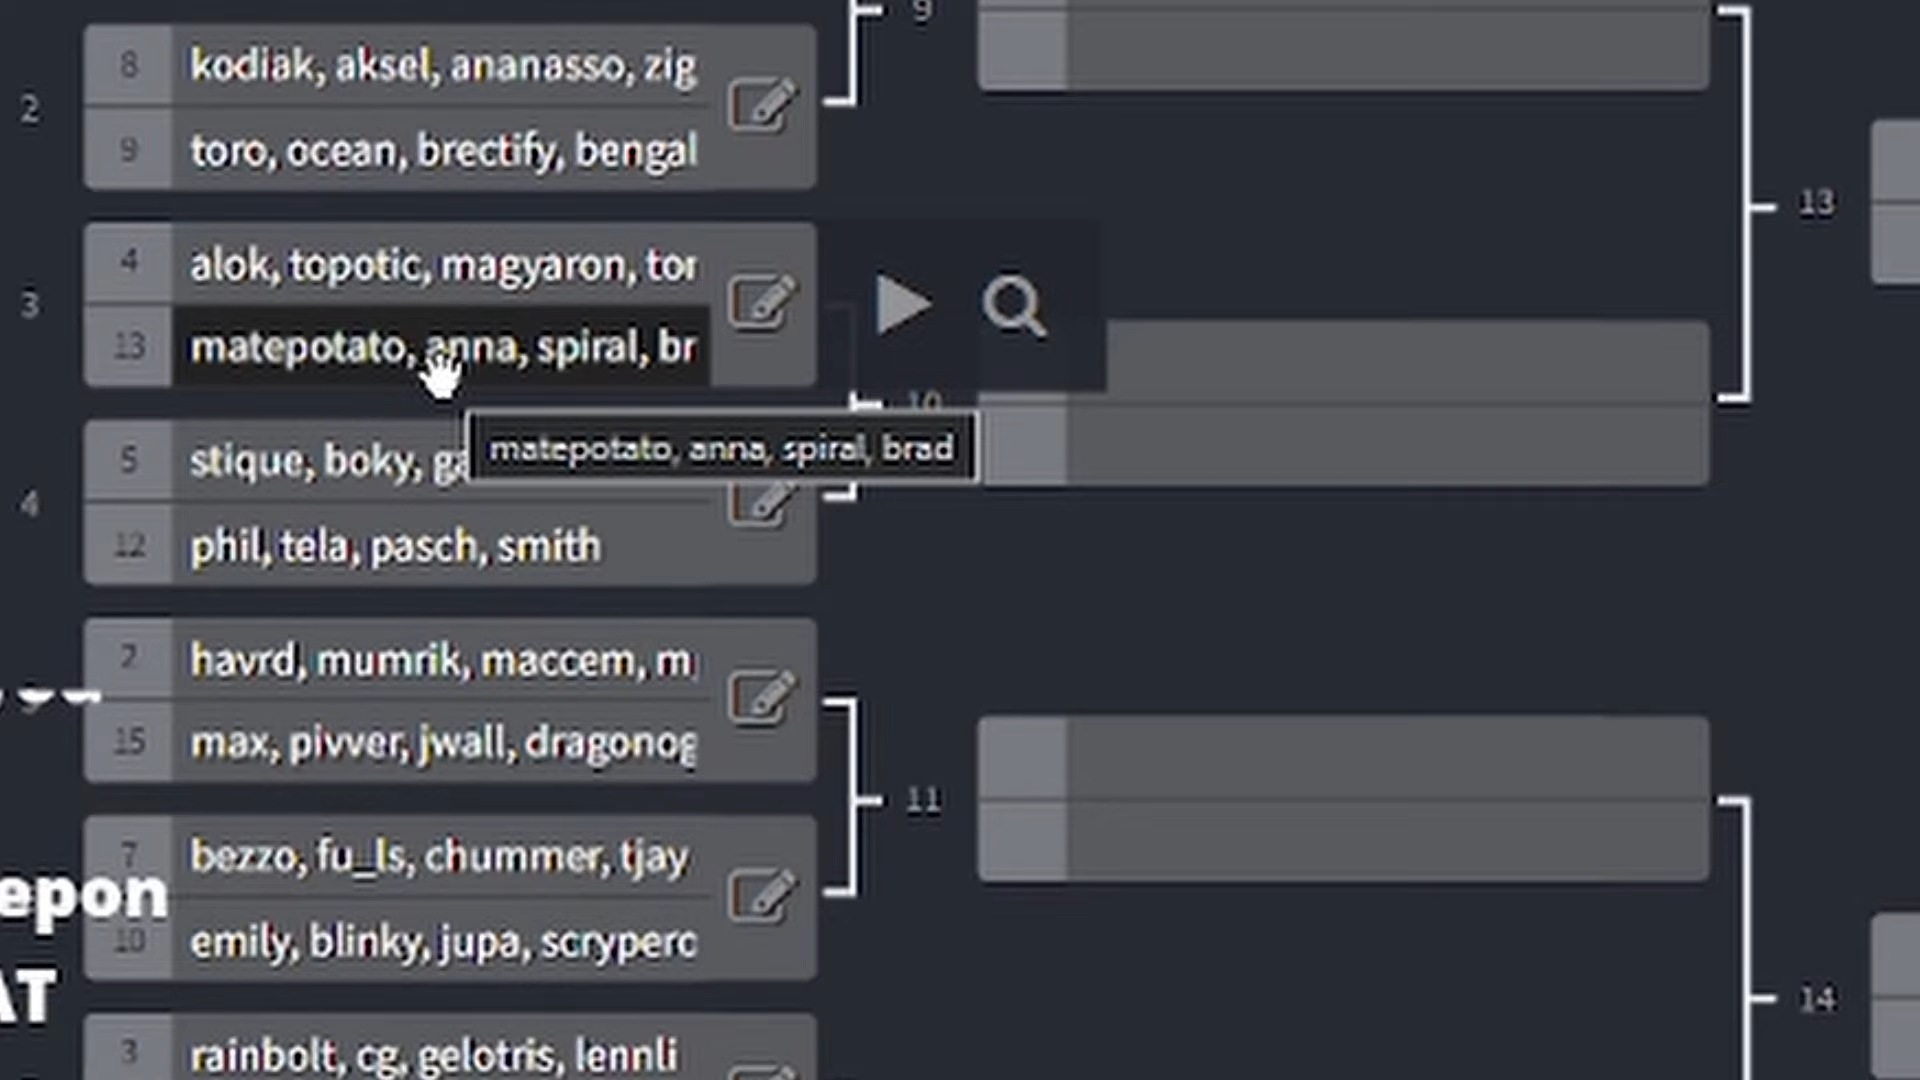 9
8 kodiak, aksel, ananasso, zig
2
9 toro, ocean, brectify, bengal
13
4 alok, topotic, magyaron, tor
3
13 matepotato, anna, spiral, br
10
matepotato, anna, spiral, brad
5 stique, boky, ga
4
12 phil, tela, pasch, smith
2 havrd, mumrik, maccem, m
15 max, pivver, jwall, dragonog
11
7 bezzo, fu_ls, chummer, tjay
epon
10 emily, blinky, jupa, scryperc
AT
14
3 rainbolt, cg, gelotris, lennli